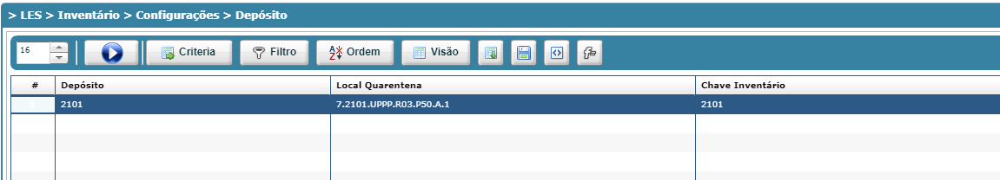 > LES > Inventário > Configurações > Depósito
16 Criteria Filtro Ordem Visão
# Depósito Local Quarentena Chave Inventário
1 2101 7.2101.UPPP.R03.P50.A.1 2101